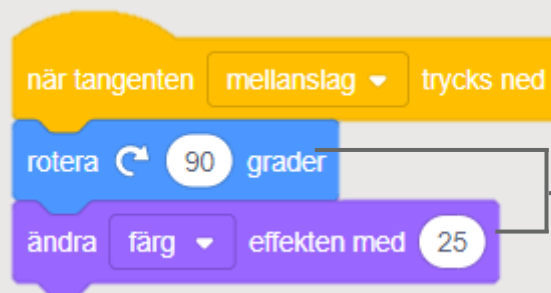 när tangenten mellanslag trycks ned
rotera 90 grader
ändra färg effekten med 25